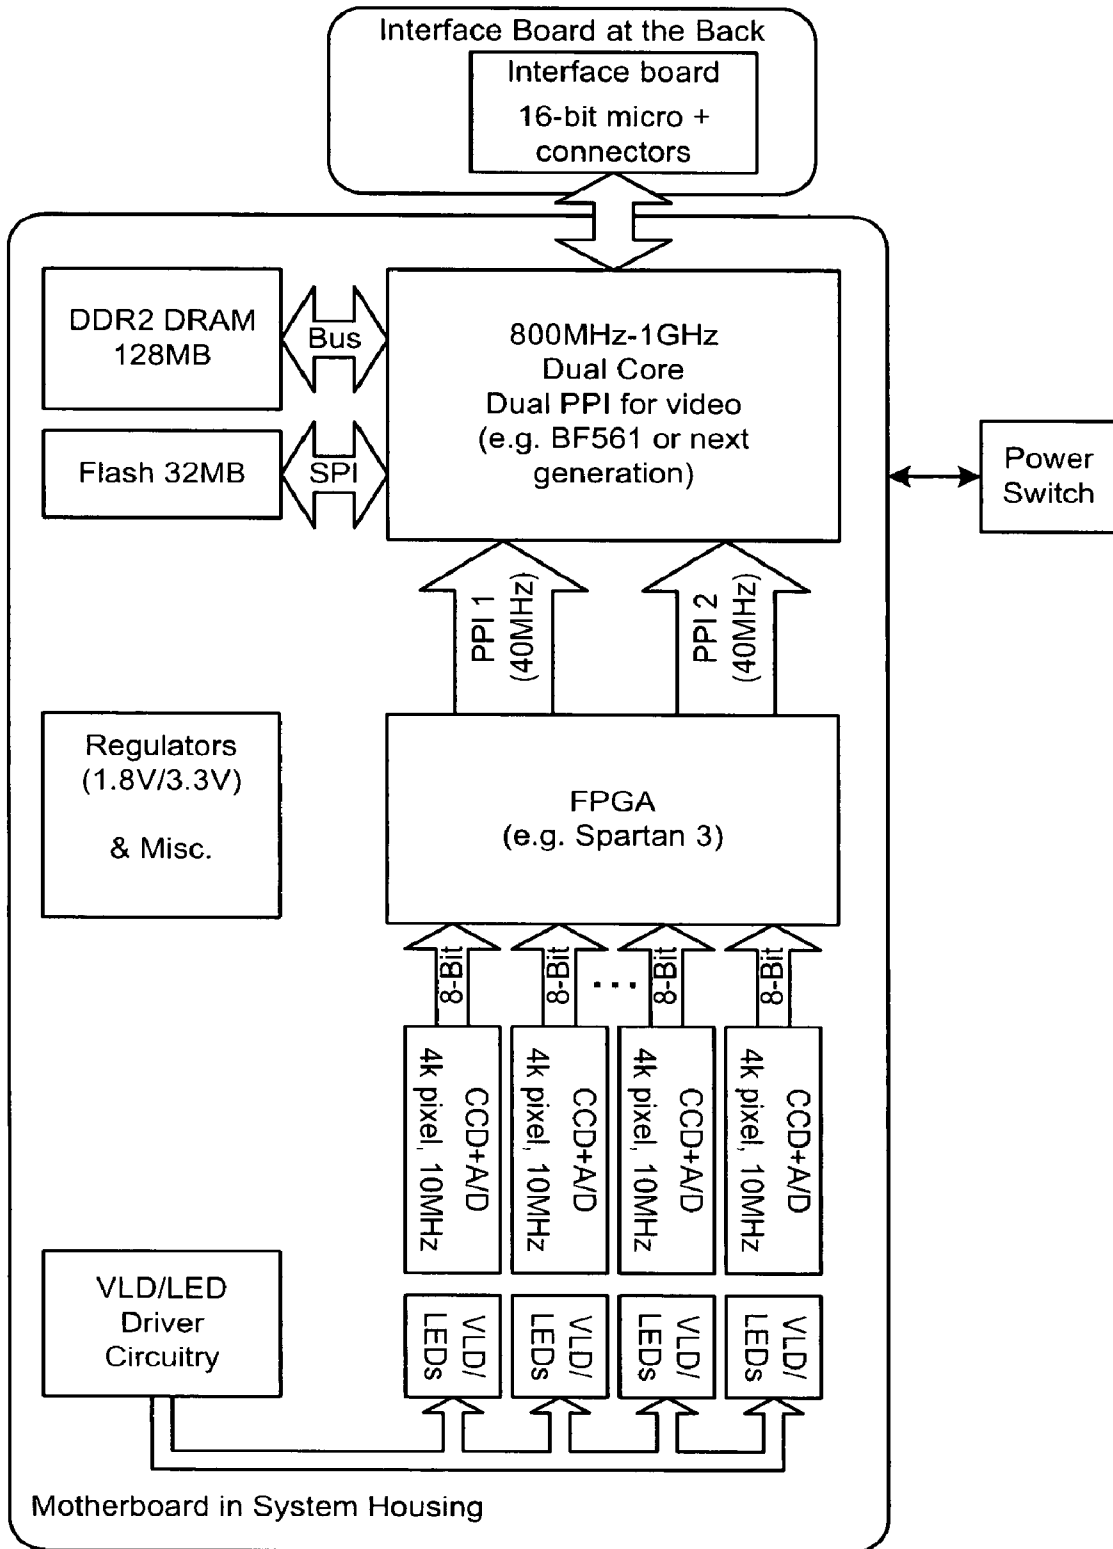 Interface Board at the Back
Interface board
16-bit micro +
connectors
DDR2 DRAM
128MB
Bus
800MHz-1GHz
Dual Core
Dual PPI for video
(e.g. BF561 or next
generation)
Flash 32MB
SPI
Power
Switch
PPI 1
(40MHz)
PPI 2
(40MHz)
Regulators
(1.8V/3.3V)
& Misc.
FPGA
(e.g. Spartan 3)
8-Bit
8-Bit
...
8-Bit
8-Bit
CCD+A/D
4k pixel, 10MHz
CCD+A/D
4k pixel, 10MHz
CCD+A/D
4k pixel, 10MHz
CCD+A/D
4k pixel, 10MHz
VLD/LED
Driver
Circuitry
VLD/
LEDs
VLD/
LEDs
VLD/
LEDs
VLD/
LEDs
Motherboard in System Housing